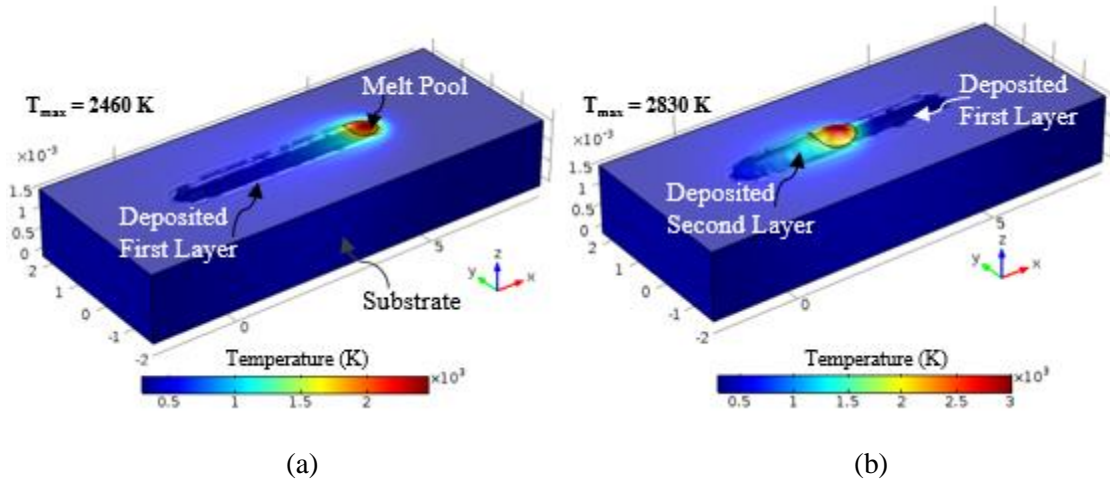 T_max = 2460 K
Melt Pool
×10⁻³
1.5
1
0.5
0
2
1
0
-1
-2
0
5
Deposited
First Layer
Substrate
z
y
x
Temperature (K)
0.5
1
1.5
2
×10³
(a)
T_max = 2830 K
Deposited
First Layer
×10⁻³
1.5
1
0.5
0
2
1
0
-1
-2
0
5
Deposited
Second Layer
z
y
x
Temperature (K)
0.5
1
1.5
2
2.5
3
×10³
(b)